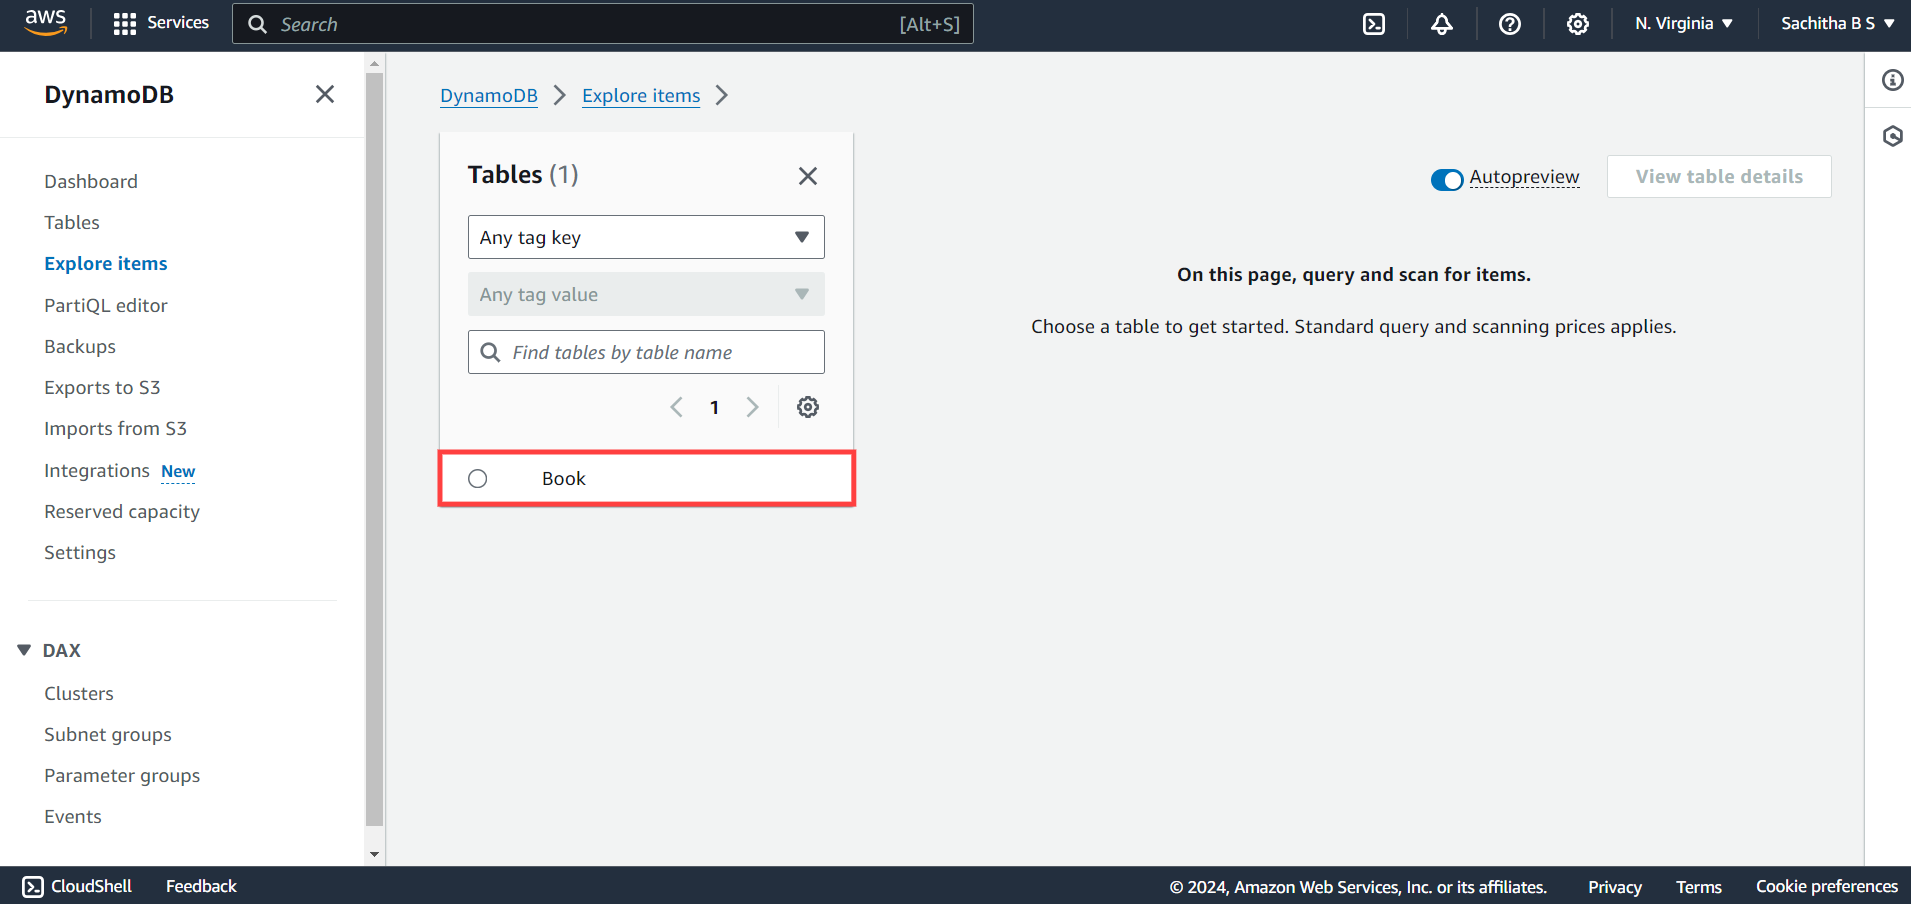 aws
Services
Search
[Alt+S]
N. Virginia
Sachitha B S
DynamoDB
Dashboard
Tables
Explore items
PartiQL editor
Backups
Exports to S3
Imports from S3
Integrations New
Reserved capacity
Settings
DAX
Clusters
Subnet groups
Parameter groups
Events
DynamoDB
Explore items
Tables (1)
Any tag key
Any tag value
Find tables by table name
1
Book
Autopreview
View table details
On this page, query and scan for items.
Choose a table to get started. Standard query and scanning prices applies.
CloudShell
Feedback
© 2024, Amazon Web Services, Inc. or its affiliates.
Privacy
Terms
Cookie preferences